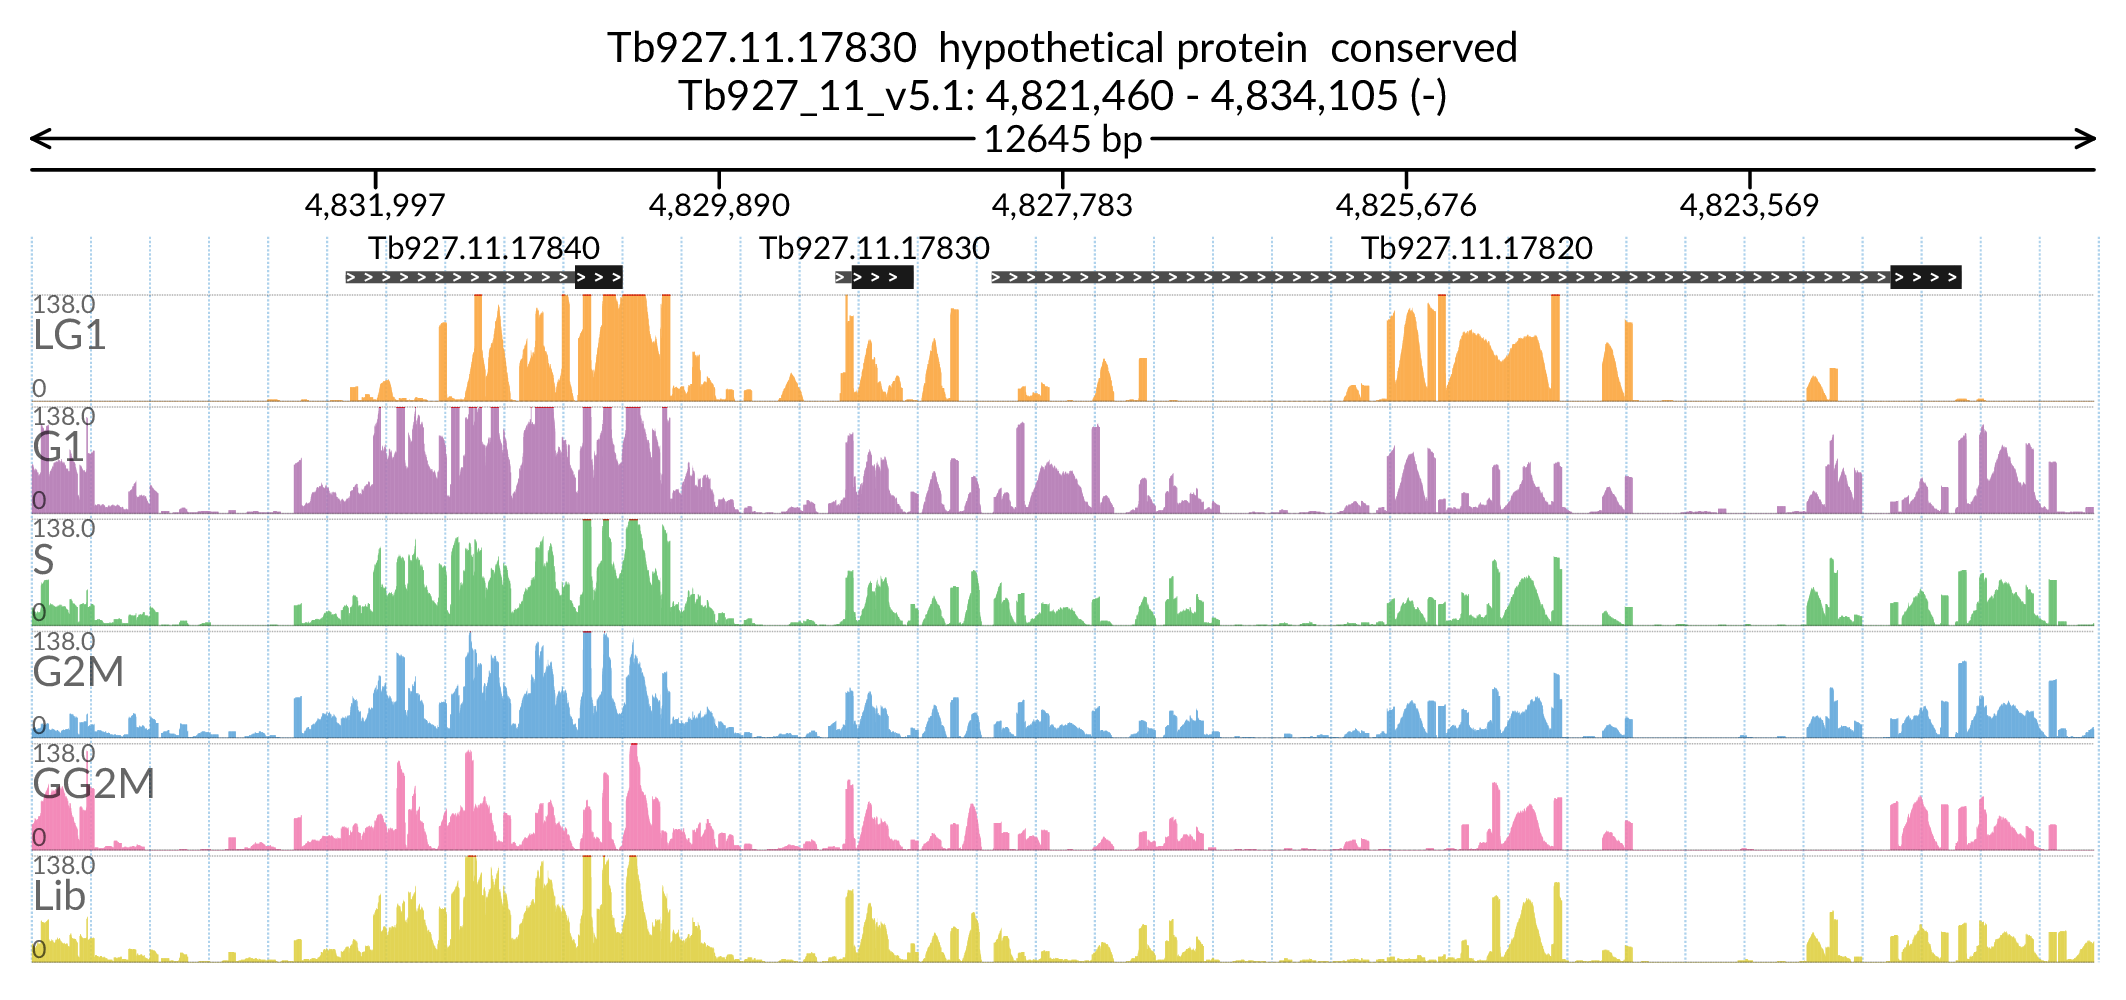 Tb927.11.17830 hypothetical protein conserved
Tb927_11_v5.1: 4,821,460 - 4,834,105 (-)
12645 bp
4,831,997 4,829,890 4,827,783 4,825,676 4,823,569
Tb927.11.17840 Tb927.11.17830 Tb927.11.17820
138.0
LG1
0
138.0
G1
0
138.0
S
0
138.0
G2M
0
138.0
GG2M
0
138.0
Lib
0